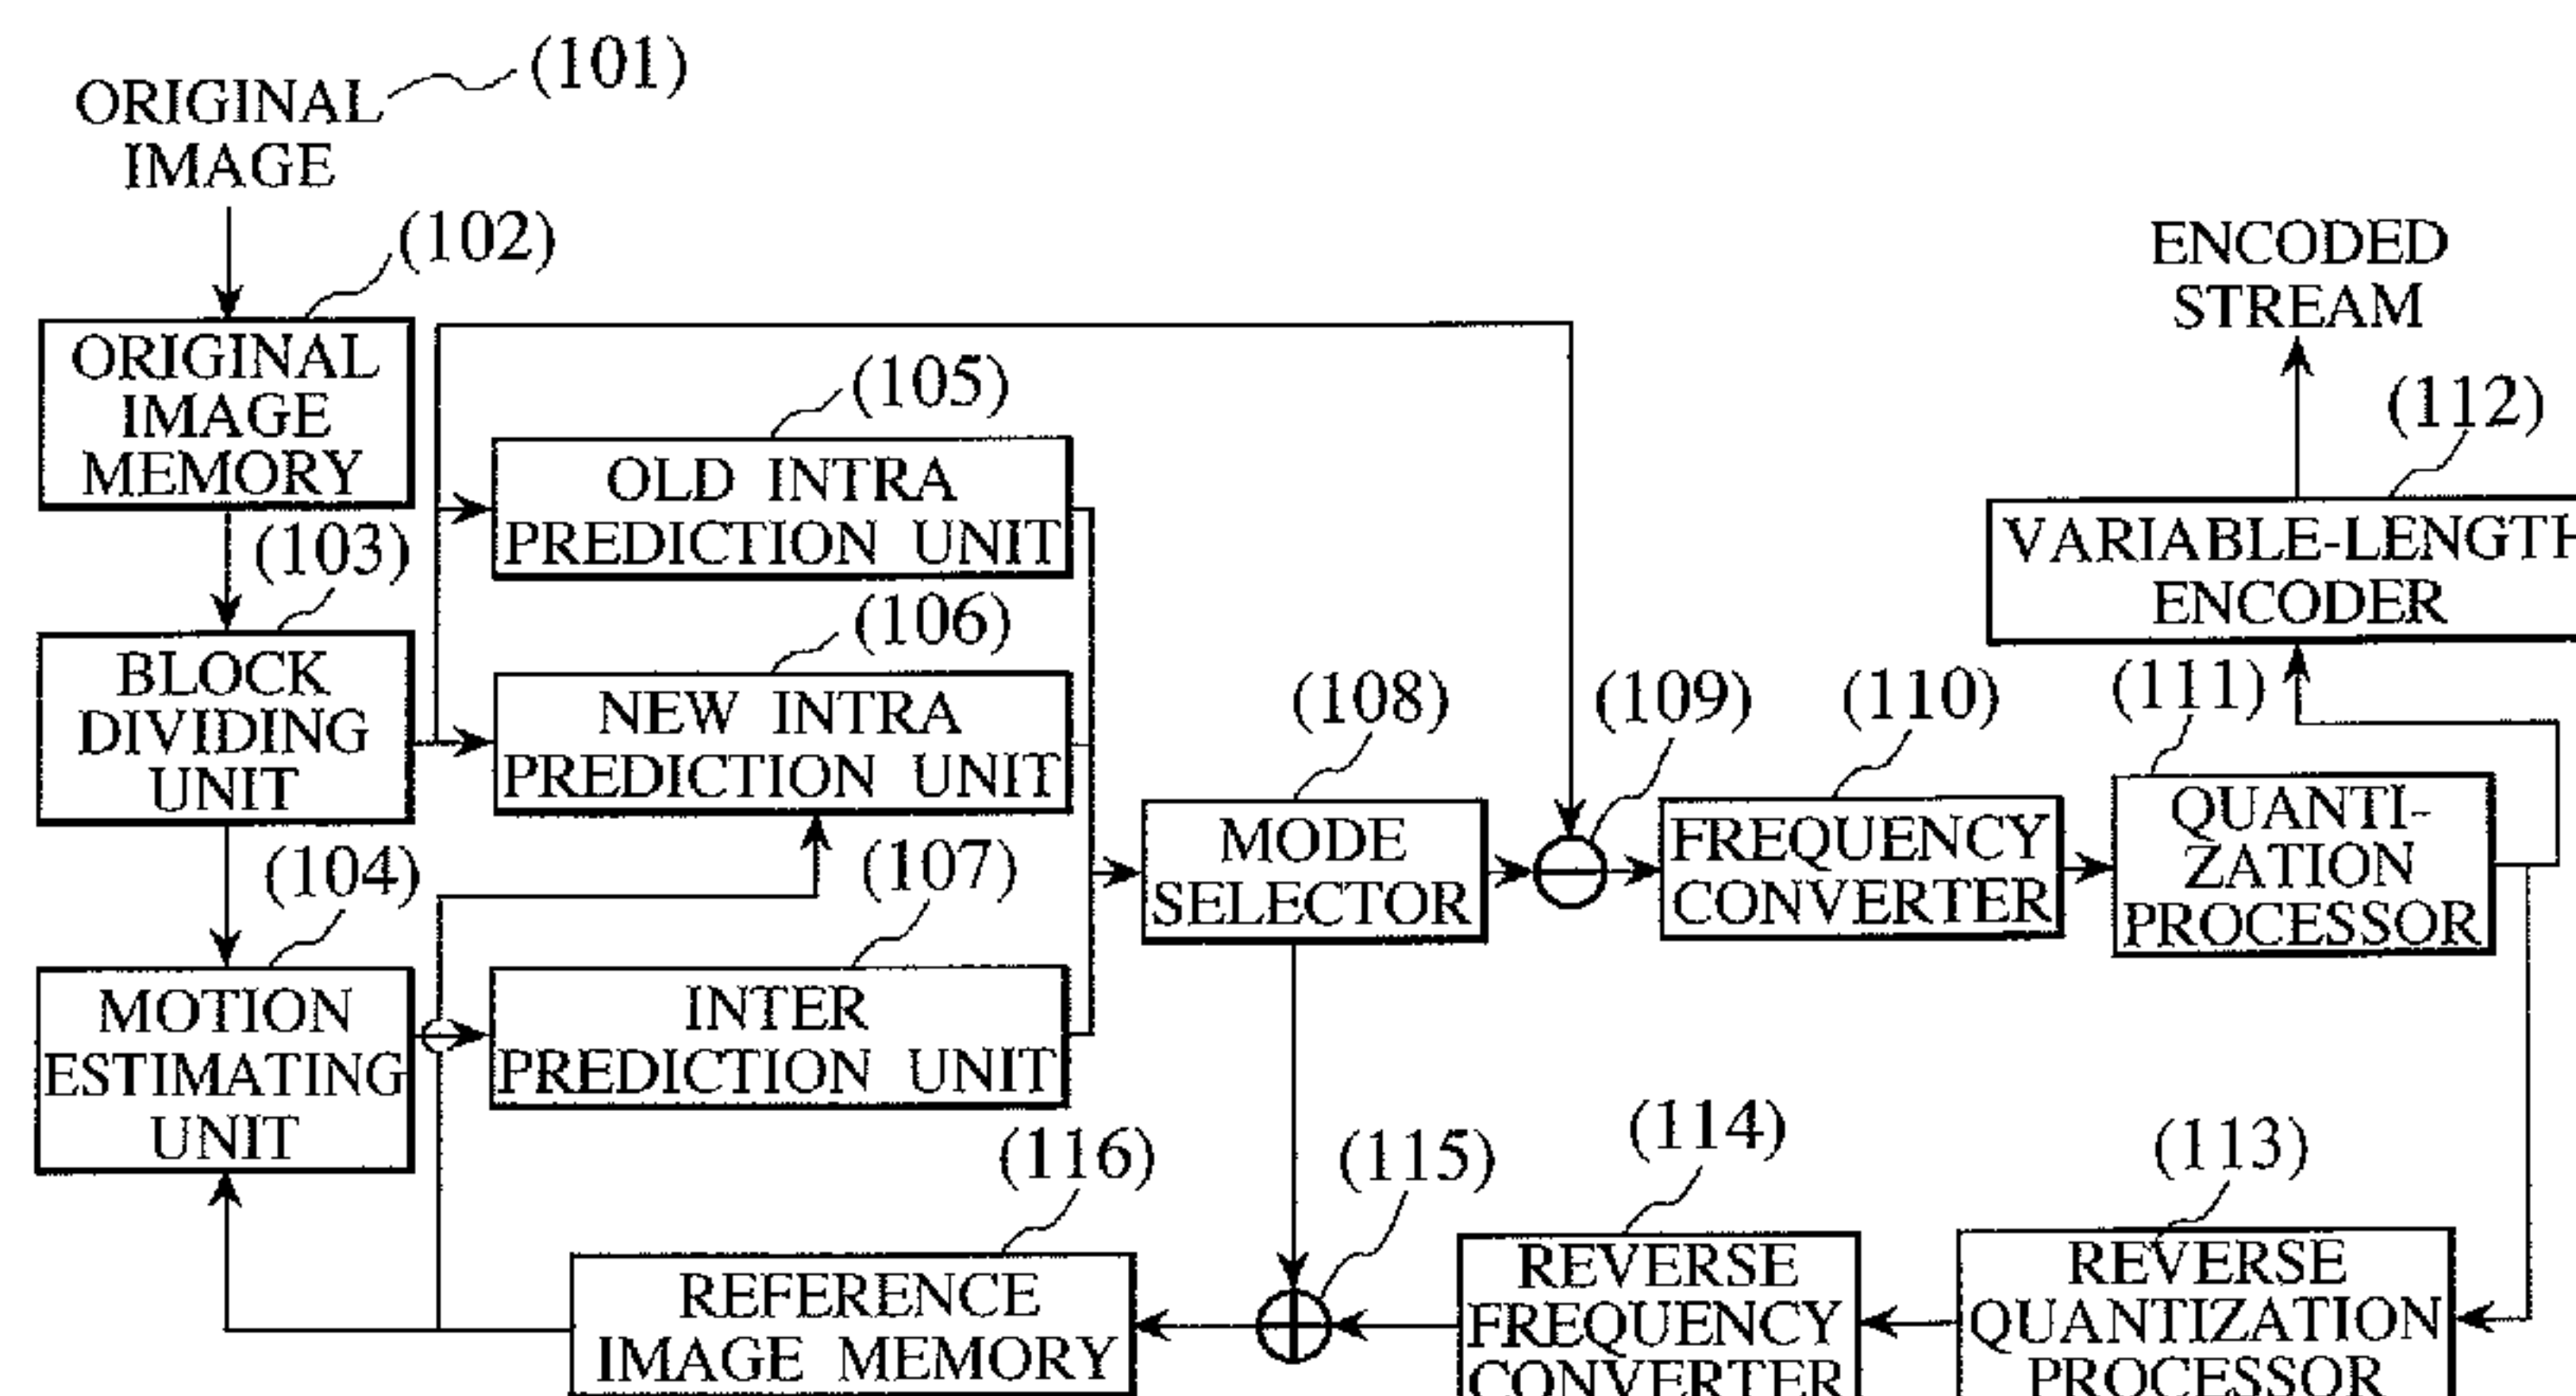 ORIGINAL
IMAGE
(101)
(102)
ORIGINAL
IMAGE
MEMORY
(103)
BLOCK
DIVIDING
UNIT
(104)
MOTION
ESTIMATING
UNIT
(105)
OLD INTRA
PREDICTION UNIT
(106)
NEW INTRA
PREDICTION UNIT
(107)
INTER
PREDICTION UNIT
(108)
MODE
SELECTOR
(109)
(110)
FREQUENCY
CONVERTER
(111)
QUANTI-
ZATION
PROCESSOR
ENCODED
STREAM
(112)
VARIABLE-LENGTH
ENCODER
(113)
REVERSE
QUANTIZATION
PROCESSOR
(114)
REVERSE
FREQUENCY
CONVERTER
(115)
(116)
REFERENCE
IMAGE MEMORY